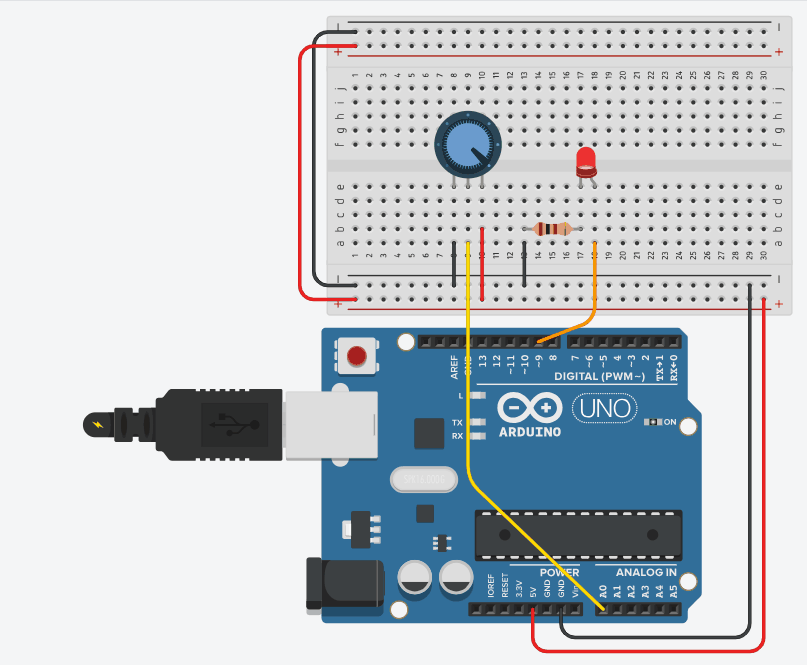 - -
+ +
1 2 3 4 5 6 7 8 9 10 11 12 13 14 15 16 17 18 19 20 21 22 23 24 25 26 27 28 29 30
j j
i i
h h
g g
f f
e e
d d
c c
b b
a a
1 2 3 4 5 6 7 8 9 10 11 12 13 14 15 16 17 18 19 20 21 22 23 24 25 26 27 28 29 30
- -
+ +
AREF GND 13 12 ~11 ~10 ~9 8 7 ~6 ~5 4 ~3 2 TX→1 RX←0
DIGITAL (PWM~)
L
TX
RX
UNO
ON
ARDUINO
POWER ANALOG IN
IOREF RESET 3.3V 5V GND GND Vin A0 A1 A2 A3 A4 A5